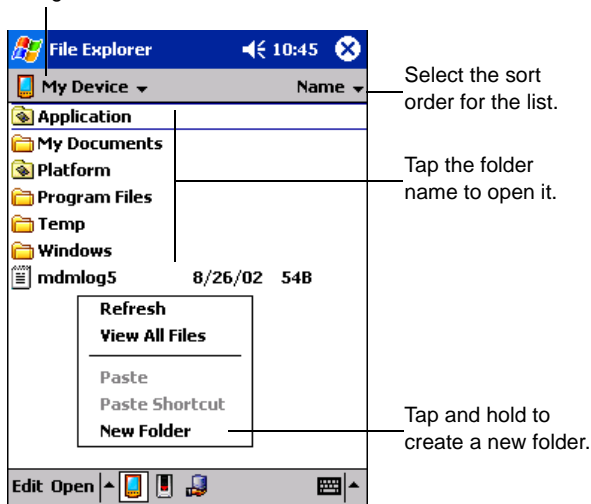 File Explorer 10:45
My Device Name
Select the sort
order for the list.
Application
My Documents
Platform
Tap the folder
name to open it.
Program Files
Temp
Windows
mdmlog5 8/26/02 54B
Refresh
View All Files
Paste
Paste Shortcut
New Folder
Tap and hold to
create a new folder.
Edit Open